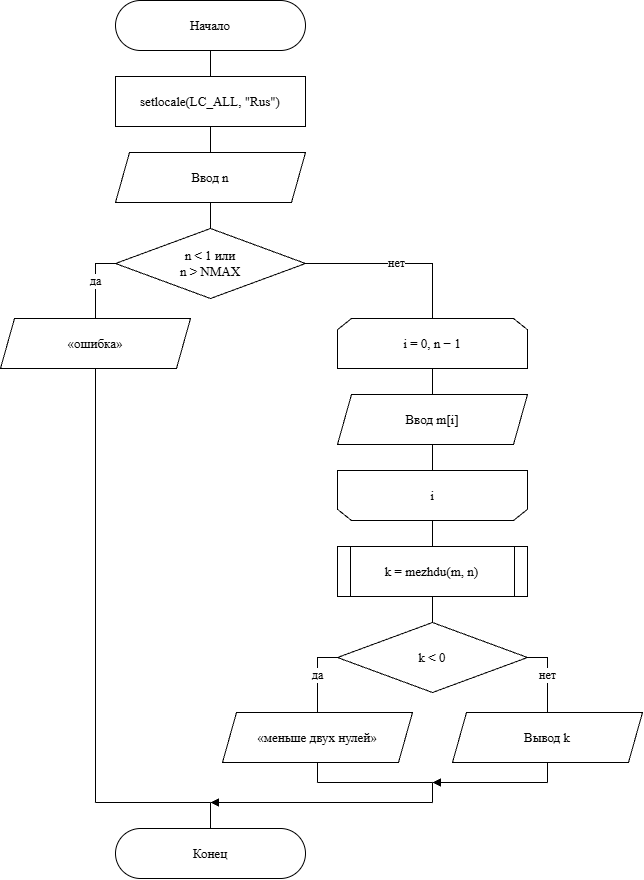 Начало
setlocale(LC_ALL, "Rus")
Ввод n
n < 1 или
n > NMAX
да
нет
«ошибка»
i = 0, n − 1
Ввод m[i]
i
k = mezhdu(m, n)
k < 0
да
нет
«меньше двух нулей»
Вывод k
Конец